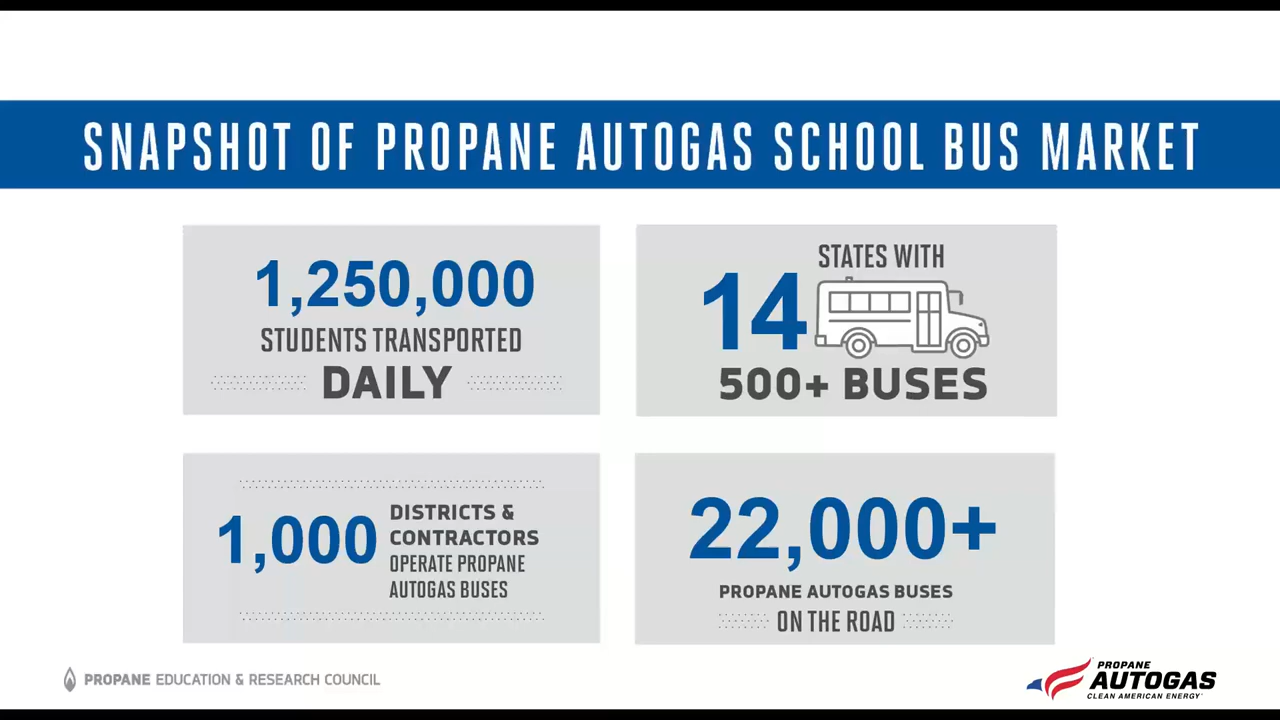 SNAPSHOT OF PROPANE AUTOGAS SCHOOL BUS MARKET
1,250,000
STUDENTS TRANSPORTED
DAILY
STATES WITH
14
500+ BUSES
1,000
DISTRICTS &
CONTRACTORS
OPERATE PROPANE
AUTOGAS BUSES
22,000+
PROPANE AUTOGAS BUSES
ON THE ROAD
PROPANE EDUCATION & RESEARCH COUNCIL
PROPANE
AUTOGAS
CLEAN AMERICAN ENERGY